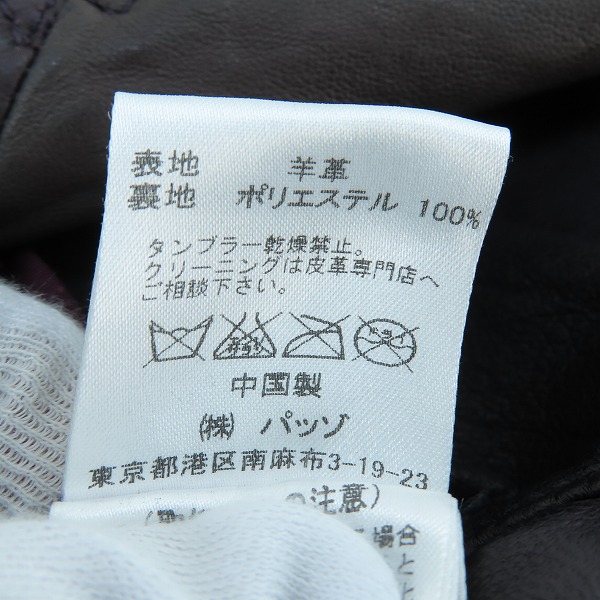 表地 羊革
裏地 ポリエステル 100%
タンブラー乾燥禁止。
クリーニングは皮革専門店へ
ご相談下さい。
中国製
(株) パッゾ
東京都港区南麻布3-19-23
の注意)
場合
と